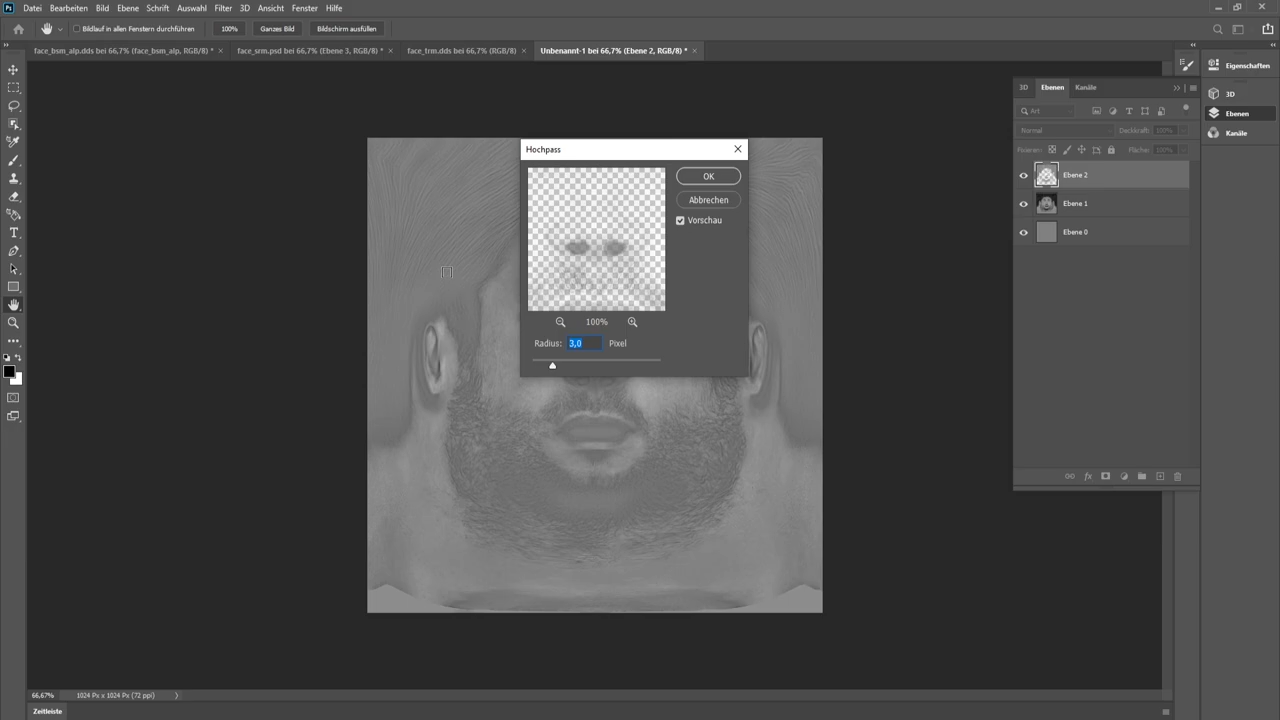 Ps Datei Bearbeiten Bild Ebene Schrift Auswahl Filter 3D Ansicht Fenster Hilfe
Bildlauf in allen Fenstern durchführen 100% Ganzes Bild Bildschirm ausfüllen
face_bsm_alp.dds bei 66,7% (face_bsm_alp, RGB/8) * × face_srm.psd bei 66,7% (Ebene 3, RGB/8) * × face_trm.dds bei 66,7% (RGB/8) × Unbenannt-1 bei 66,7% (Ebene 2, RGB/8) * ×
Eigenschaften
3D Ebenen Kanäle
3D
Art
Ebenen
Normal Deckkraft: 100%
Kanäle
Fixieren: Fläche: 100%
Hochpass
OK
Abbrechen
Vorschau
100%
Radius: 3,0 Pixel
Ebene 2
Ebene 1
Ebene 0
66,67% 1024 Px x 1024 Px (72 ppi)
Zeitleiste